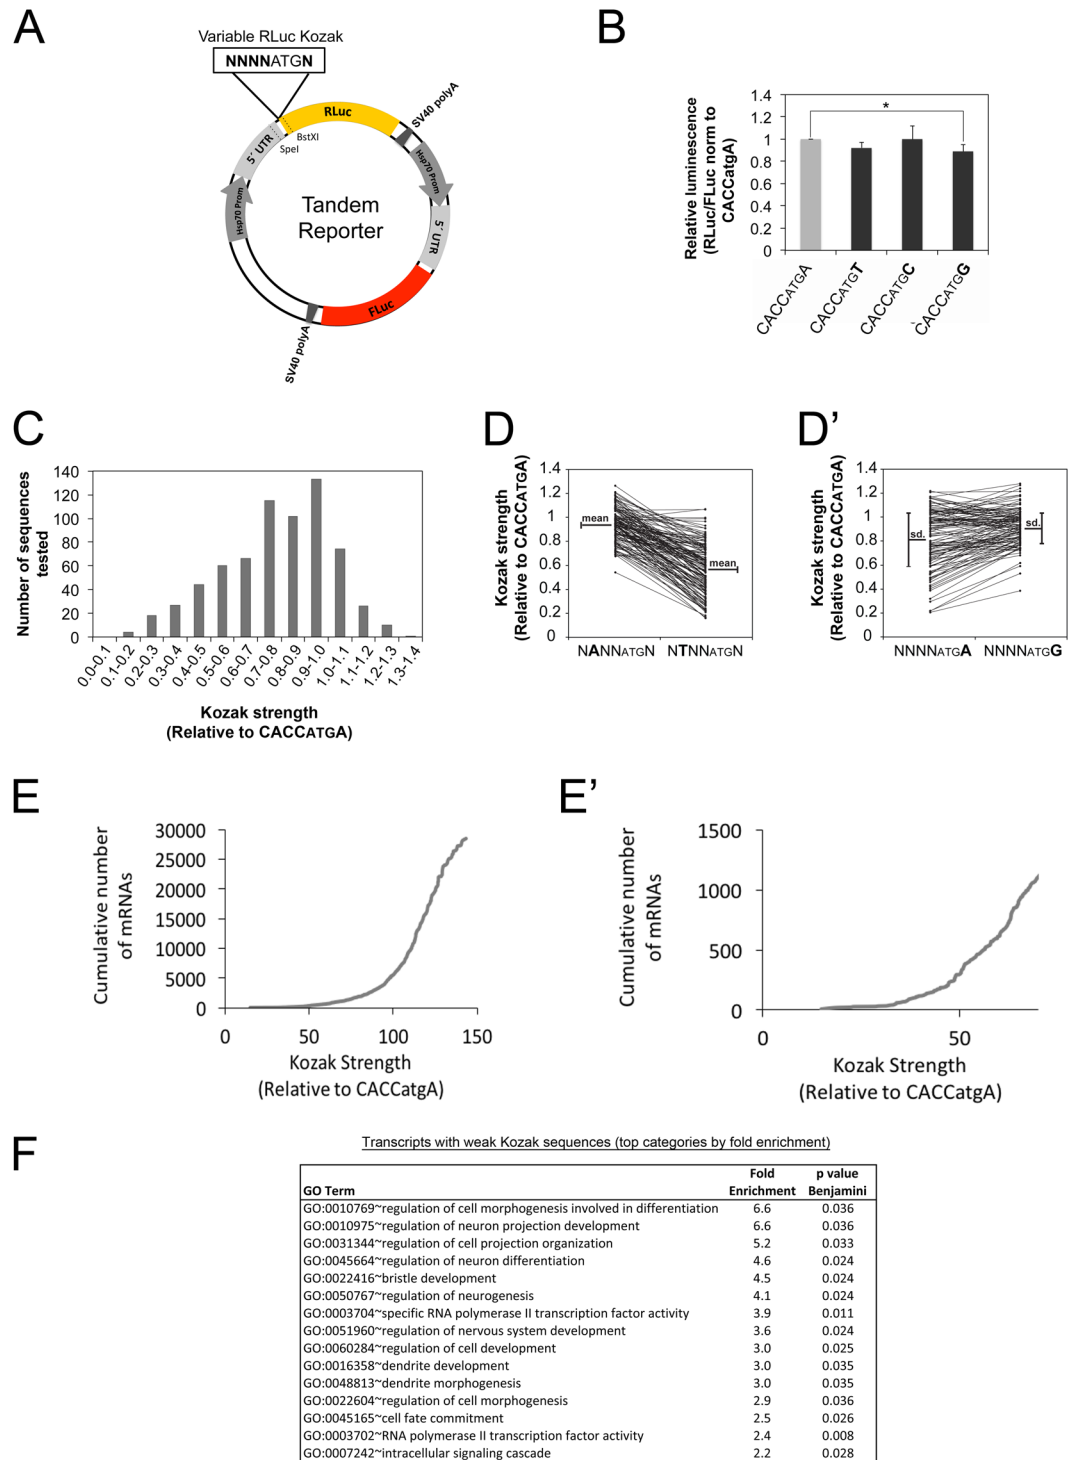 A
Variable RLuc Kozak
NNNNATGN
RLuc
SV40 polyA
BstXI
SpeI
5´ UTR
Hsp70 Prom
Hsp70 Prom
5´ UTR
Tandem
Reporter
FLuc
SV40 polyA
B
Relative luminescence
(RLuc/FLuc norm to
CACCatgA)
1.4
1.2
1
0.8
0.6
0.4
0.2
0
*
CACCATGA
CACCATGT
CACCATGC
CACCATGG
C
Number of sequences
tested
140
120
100
80
60
40
20
0
0.0-0.1
0.1-0.2
0.2-0.3
0.3-0.4
0.4-0.5
0.5-0.6
0.6-0.7
0.7-0.8
0.8-0.9
0.9-1.0
1.0-1.1
1.1-1.2
1.2-1.3
1.3-1.4
Kozak strength
(Relative to CACCATGA)
D
Kozak strength
(Relative to CACCATGA)
1.4
1.2
1
0.8
0.6
0.4
0.2
0
mean
mean
NANNATGN
NTNNATGN
D’
Kozak strength
(Relative to CACCATGA)
1.4
1.2
1
0.8
0.6
0.4
0.2
0
sd.
sd.
NNNNATGA
NNNNATGG
E
Cumulative number
of mRNAs
30000
25000
20000
15000
10000
5000
0
0
50
100
150
Kozak Strength
(Relative to CACCatgA)
E’
Cumulative number
of mRNAs
1500
1000
500
0
0
50
Kozak Strength
(Relative to CACCatgA)
F
Transcripts with weak Kozak sequences (top categories by fold enrichment)
Fold p value
GO Term Enrichment Benjamini
GO:0010769~regulation of cell morphogenesis involved in differentiation 6.6 0.036
GO:0010975~regulation of neuron projection development 6.6 0.036
GO:0031344~regulation of cell projection organization 5.2 0.033
GO:0045664~regulation of neuron differentiation 4.6 0.024
GO:0022416~bristle development 4.5 0.024
GO:0050767~regulation of neurogenesis 4.1 0.024
GO:0003704~specific RNA polymerase II transcription factor activity 3.9 0.011
GO:0051960~regulation of nervous system development 3.6 0.024
GO:0060284~regulation of cell development 3.0 0.025
GO:0016358~dendrite development 3.0 0.035
GO:0048813~dendrite morphogenesis 3.0 0.035
GO:0022604~regulation of cell morphogenesis 2.9 0.036
GO:0045165~cell fate commitment 2.5 0.026
GO:0003702~RNA polymerase II transcription factor activity 2.4 0.008
GO:0007242~intracellular signaling cascade 2.2 0.028